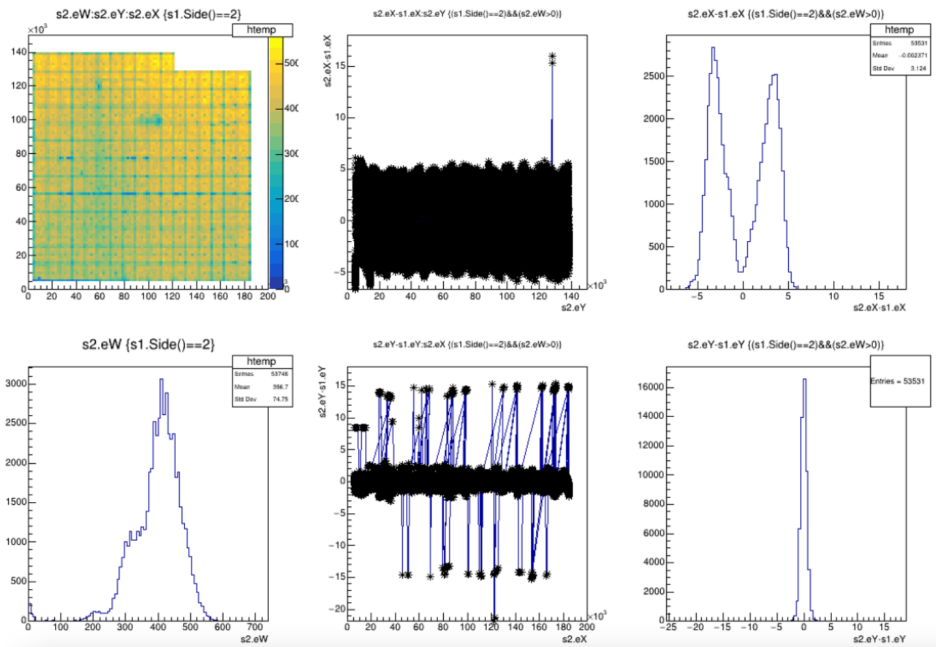 s2.eW:s2.eY:s2.eX {s1.Side()==2}
×10³
htemp
140
120
100
80
60
40
20
0
500
400
300
200
100
0
0 20 40 60 80 100 120 140 160 180 200
s2.eX-s1.eX:s2.eY {(s1.Side()==2)&&(s2.eW>0)}
s2.eX-s1.eX
15
10
5
0
−5
0 20 40 60 80 100 120 140
×10³
s2.eY
s2.eX-s1.eX {(s1.Side()==2)&&(s2.eW>0)}
htemp
Entries 53531
Mean −0.002371
Std Dev 3.124
2500
2000
1500
1000
500
0
−5 0 5 10 15
s2.eX-s1.eX
s2.eW {s1.Side()==2}
htemp
Entries 53746
Mean 398.7
Std Dev 74.75
3000
2500
2000
1500
1000
500
0
0 100 200 300 400 500 600 700
s2.eW
s2.eY-s1.eY:s2.eX {(s1.Side()==2)&&(s2.eW>0)}
s2.eY-s1.eY
15
10
5
0
−5
−10
−15
−20
0 20 40 60 80 100 120 140 160 180 200
×10³
s2.eX
s2.eY-s1.eY {(s1.Side()==2)&&(s2.eW>0)}
Entries = 53531
16000
14000
12000
10000
8000
6000
4000
2000
0
−25 −20 −15 −10 −5 0 5 10 15
s2.eY-s1.eY